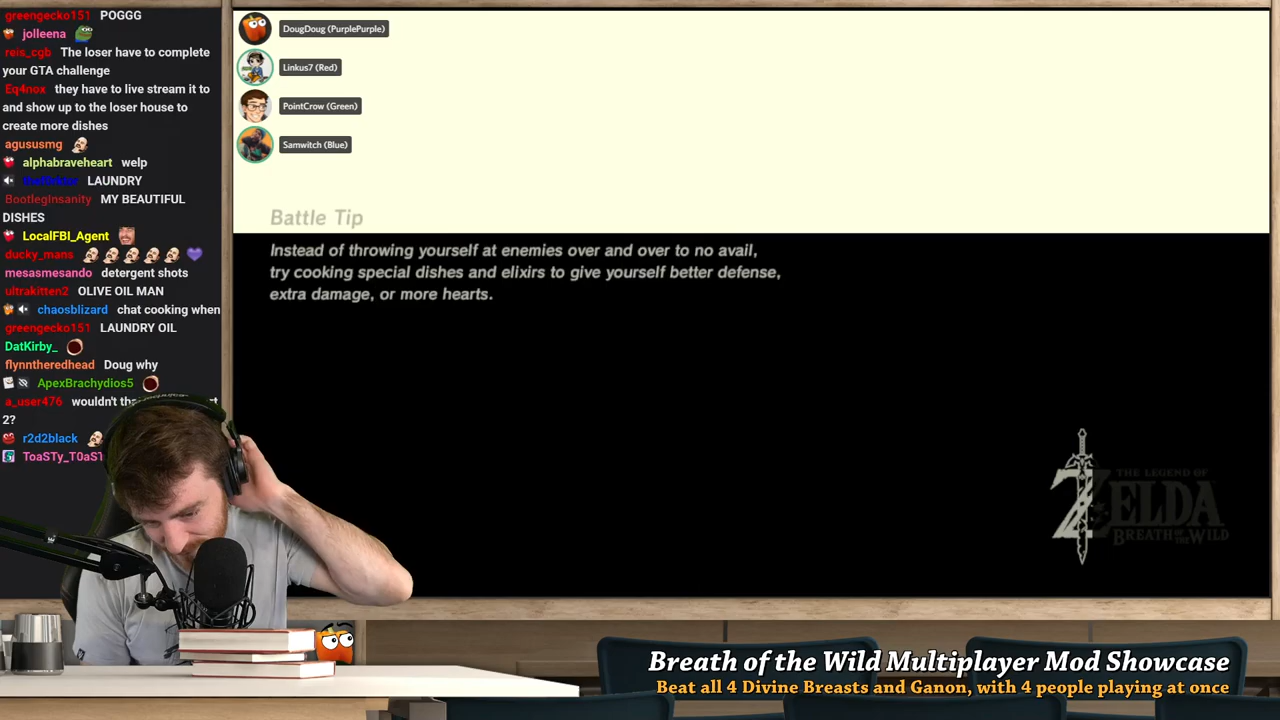 greengecko151 POGGG
jolleena
reis_cgb The loser have to complete
your GTA challenge
Eq4nox they have to live stream it to
and show up to the loser house to
create more dishes
agususmg
alphabraveheart welp
LAUNDRY
BootlegInsanity MY BEAUTIFUL
DISHES
LocalFBI_Agent
ducky_mans
mesasmesando detergent shots
ultrakitten2 OLIVE OIL MAN
chaosblizard chat cooking when
greengecko151 LAUNDRY OIL
DatKirby_
flynntheredhead Doug why
ApexBrachydios5
a_user476 wouldn't
2?
r2d2black
ToaSTy_T0aST
DougDoug (PurplePurple)
Linkus7 (Red)
PointCrow (Green)
Samwitch (Blue)
Battle Tip
Instead of throwing yourself at enemies over and over to no avail,
try cooking special dishes and elixirs to give yourself better defense,
extra damage, or more hearts.
THE LEGEND OF
ZELDA
BREATH OF THE WILD
Breath of the Wild Multiplayer Mod Showcase
Beat all 4 Divine Breasts and Ganon, with 4 people playing at once